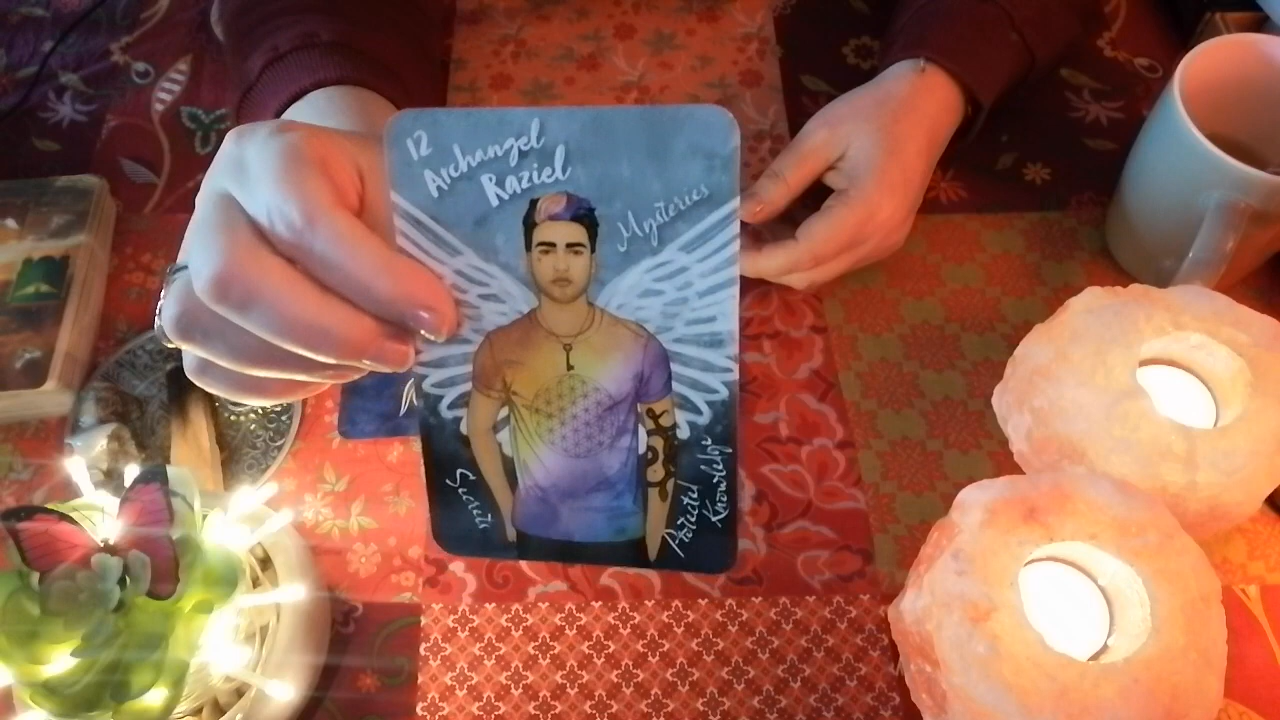 12
Archangel
Raziel
Mysteries
Secrets
Protected
Knowledge